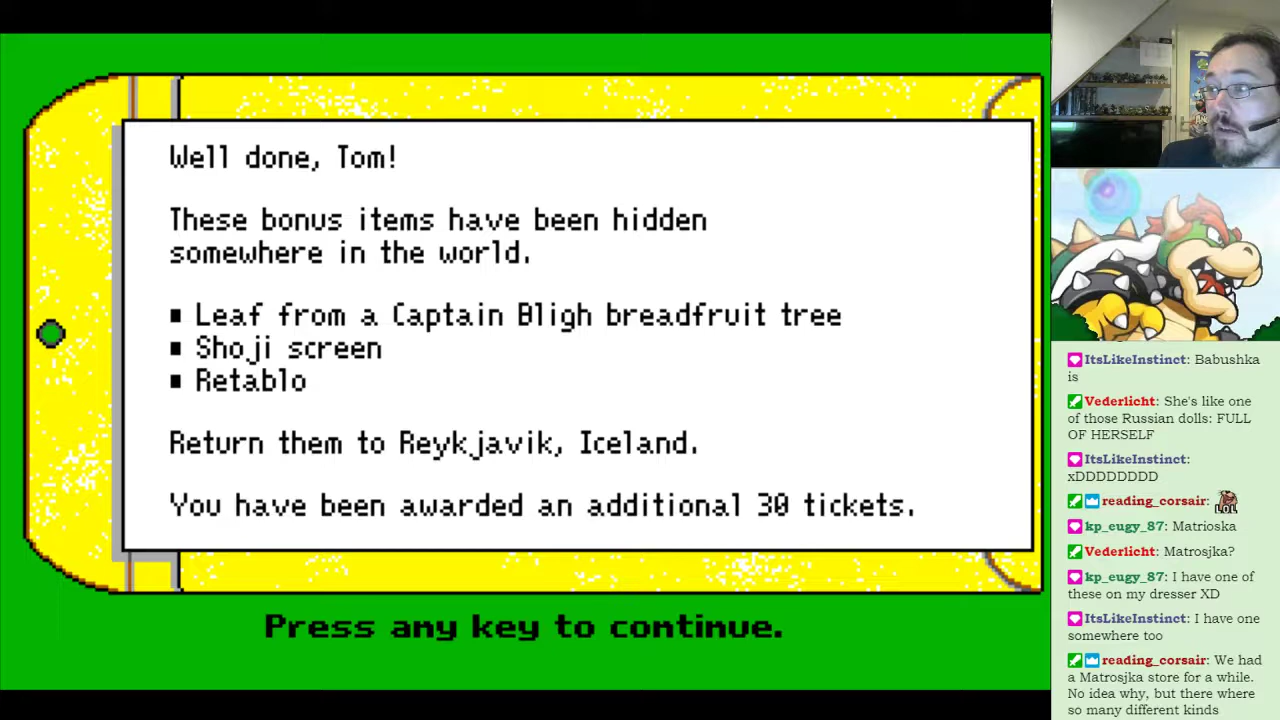 Well done, Tom!
These bonus items have been hidden
somewhere in the world.
▪ Leaf from a Captain Bligh breadfruit tree
▪ Shoji screen
▪ Retablo
Return them to Reykjavik, Iceland.
You have been awarded an additional 30 tickets.
Press any key to continue.
ItsLikeInstinct: Babushka
is
Vederlicht: She's like one
of those Russian dolls: FULL
OF HERSELF
ItsLikeInstinct:
xDDDDDDDD
reading_corsair: LOL
kp_eugy_87: Matrioska
Vederlicht: Matrosjka?
kp_eugy_87: I have one of
these on my dresser XD
ItsLikeInstinct: I have one
somewhere too
reading_corsair: We had
a Matrosjka store for a while.
No idea why, but there where
so many different kinds